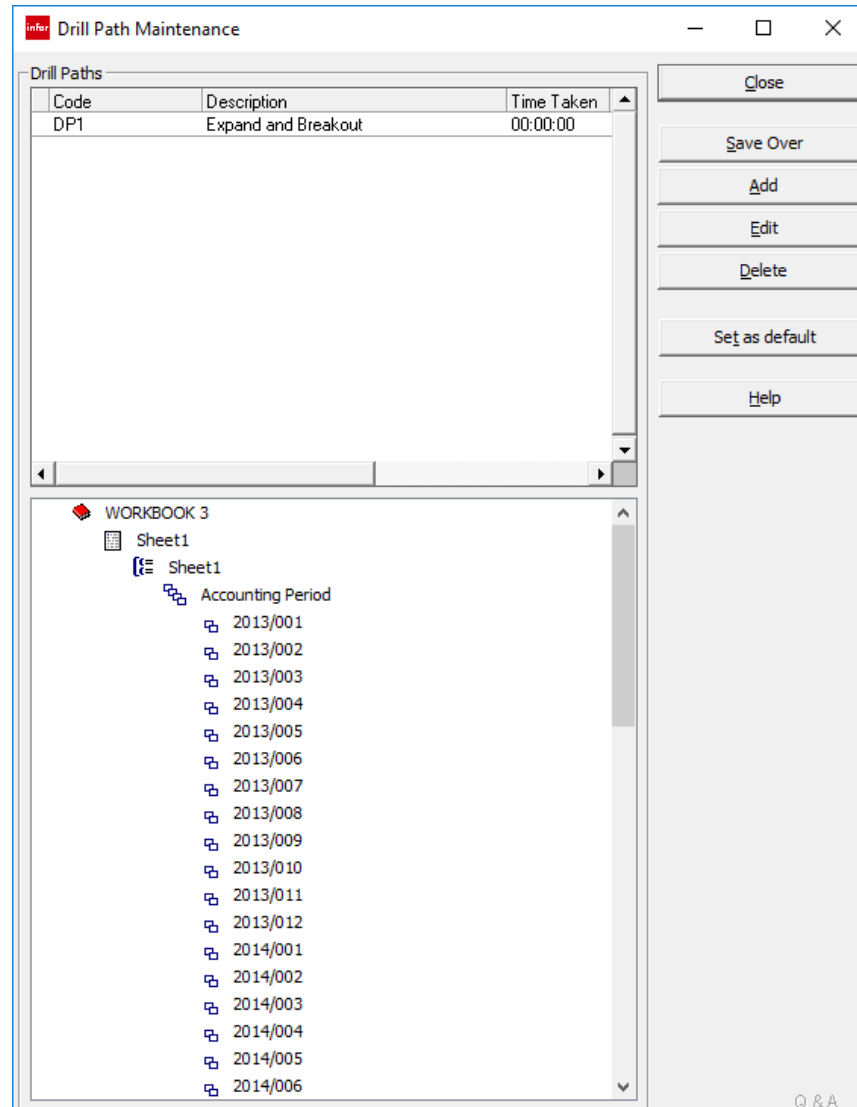 infor Drill Path Maintenance
Drill Paths
Code Description Time Taken
DP1 Expand and Breakout 00:00:00
Close
Save Over
Add
Edit
Delete
Set as default
Help
WORKBOOK 3
Sheet1
Sheet1
Accounting Period
2013/001
2013/002
2013/003
2013/004
2013/005
2013/006
2013/007
2013/008
2013/009
2013/010
2013/011
2013/012
2014/001
2014/002
2014/003
2014/004
2014/005
2014/006
Q & A